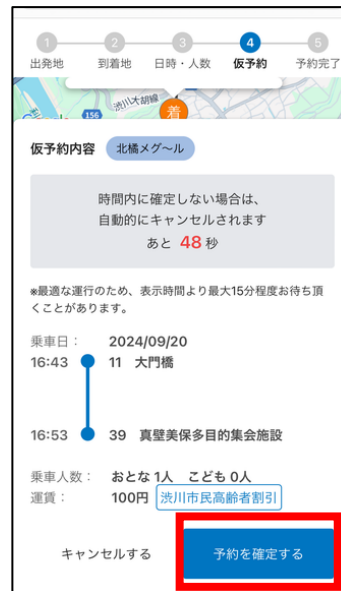 1 2 3 4 5
出発地 到着地 日時・人数 仮予約 予約完了
渋川大胡線
156
着
仮予約内容 北橘メグ〜ル
時間内に確定しない場合は、
自動的にキャンセルされます
あと 48 秒
※最適な運行のため、表示時間より最大15分程度お待ち頂
くことがあります。
乗車日： 2024/09/20
16:43 11 大門橋
16:53 39 真壁美保多目的集会施設
乗車人数： おとな 1人 こども 0人
運賃： 100円 渋川市民高齢者割引
キャンセルする 予約を確定する